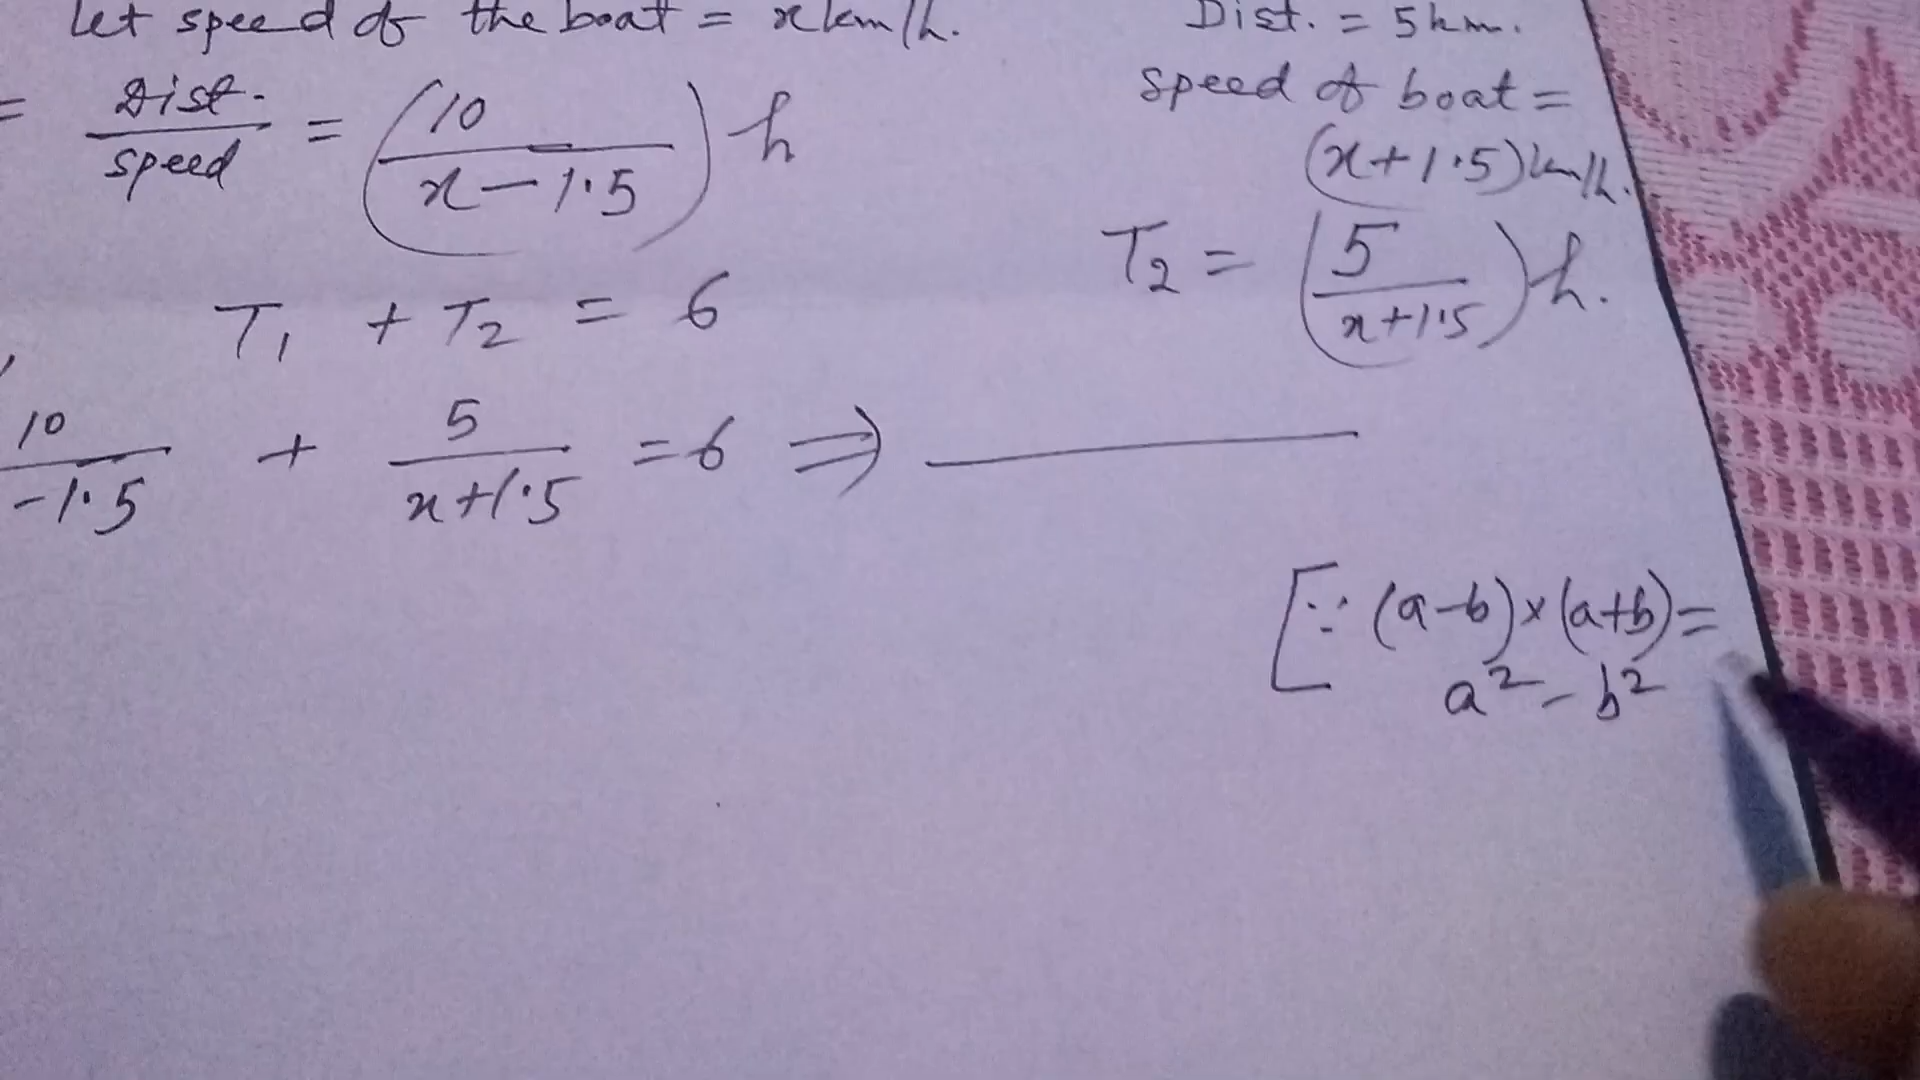 Let speed of the boat = x km/h.
= Dist. / speed = (10 / x - 1.5) h
T1 + T2 = 6
10 / -1.5 + 5 / x+1.5 = 6 ⇒
Dist. = 5 km.
speed of boat =
(x+1.5) km/h.
T2 = (5 / x+1.5) h.
[∵ (a-b)×(a+b)=
a² - b²